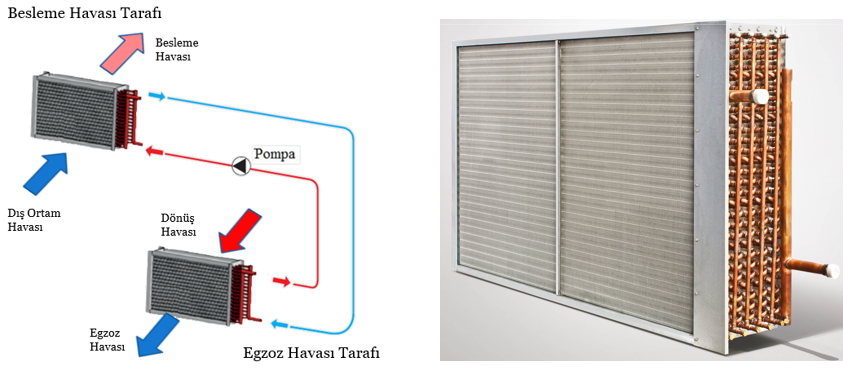 Besleme Havası Tarafı
Besleme
Havası
Pompa
Dış Ortam
Havası
Dönüş
Havası
Egzoz
Havası
Egzoz Havası Tarafı